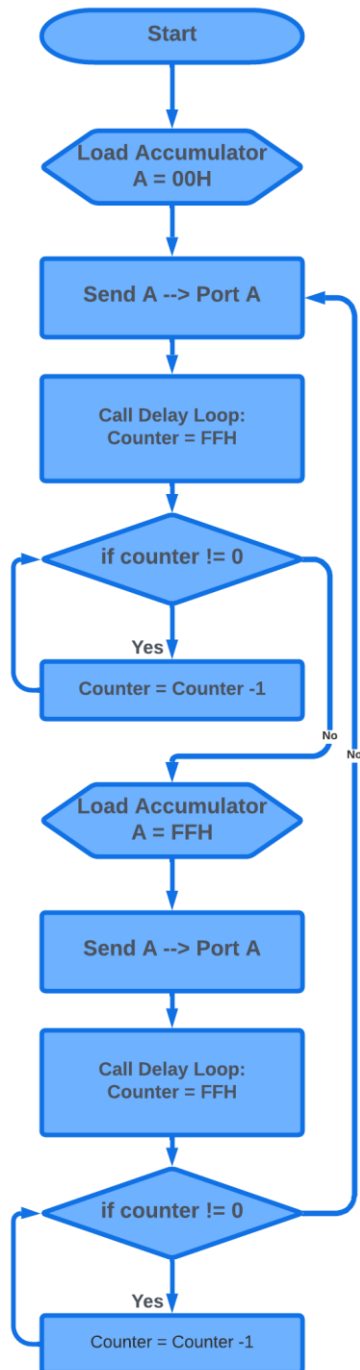 Start
Load Accumulator
A = 00H
Send A --> Port A
Call Delay Loop:
Counter = FFH
if counter != 0
Yes
Counter = Counter -1
No
No
Load Accumulator
A = FFH
Send A --> Port A
Call Delay Loop:
Counter = FFH
if counter != 0
Yes
Counter = Counter -1